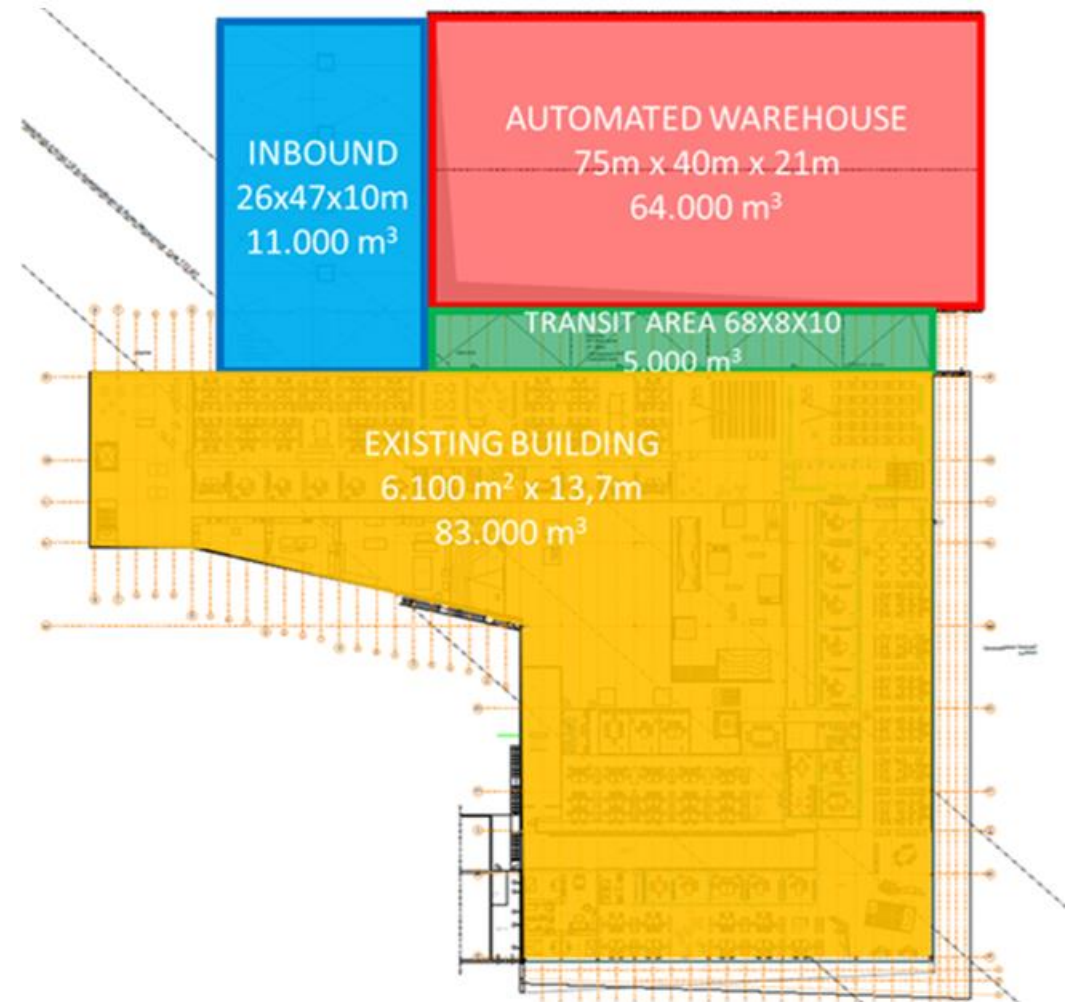 INBOUND
26x47x10m
11.000 m³
AUTOMATED WAREHOUSE
75m x 40m x 21m
64.000 m³
TRANSIT AREA 68X8X10
5.000 m³
EXISTING BUILDING
6.100 m² x 13,7m
83.000 m³